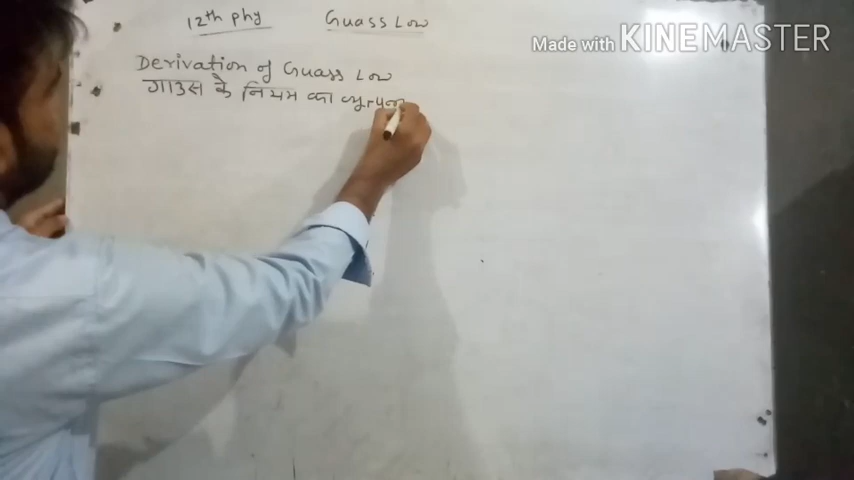 12th phy Guass Low
Made with KINEMASTER
Derivation of Guass Low
गाउस के नियम का व्युत्पन्न